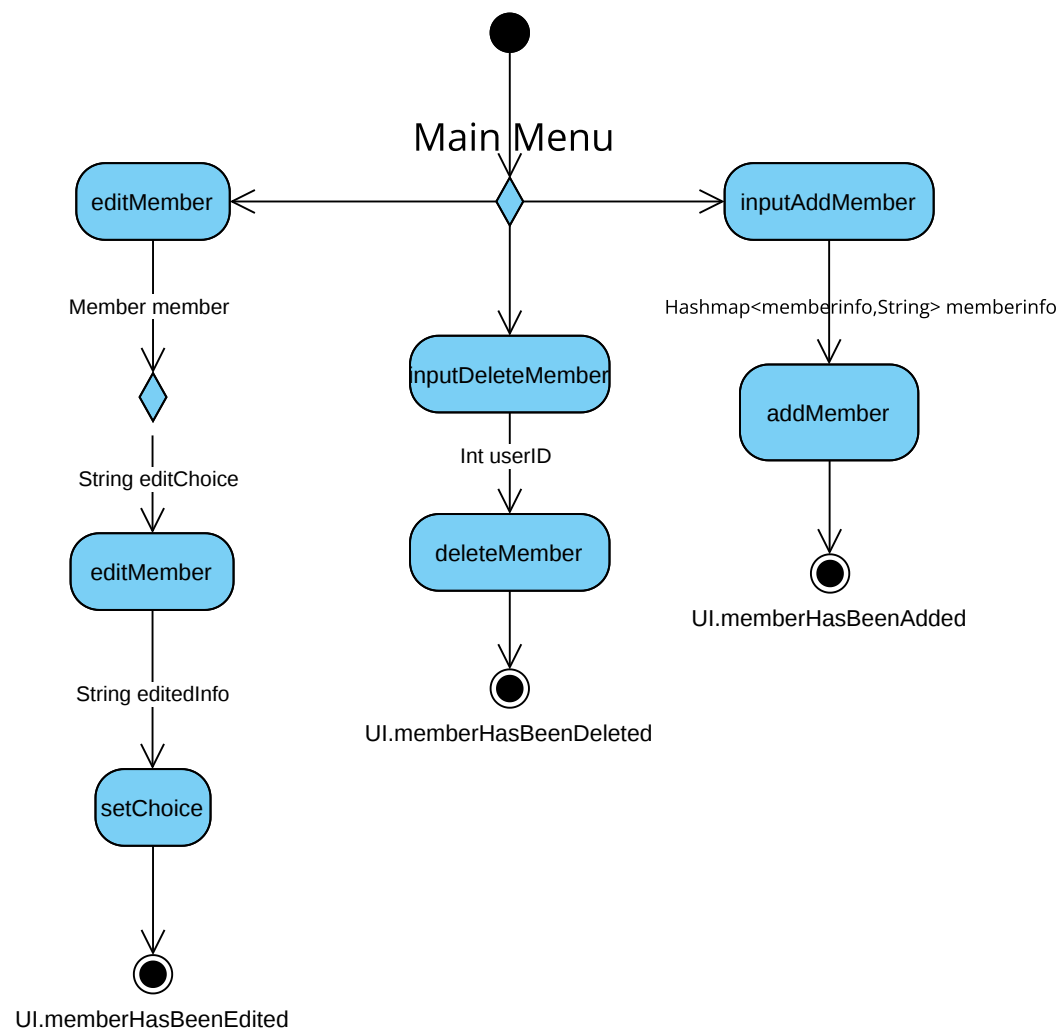 Main Menu
editMember
inputAddMember
Member member
Hashmap<memberinfo,String> memberinfo
inputDeleteMember
addMember
Int userID
String editChoice
deleteMember
editMember
UI.memberHasBeenAdded
String editedInfo
UI.memberHasBeenDeleted
setChoice
UI.memberHasBeenEdited